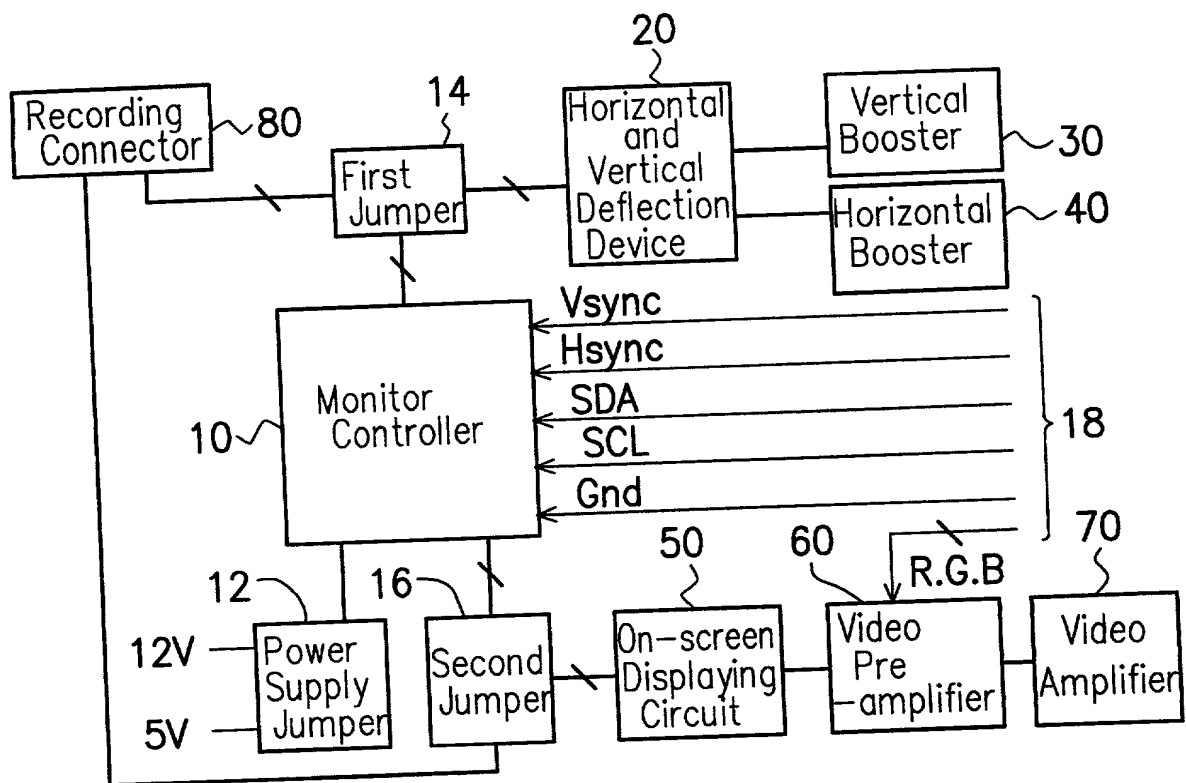 20
Recording
Connector
80
14
Horizontal
and
Vertical
Deflection
Device
Vertical
Booster
30
First
Jumper
Horizontal
Booster
40
Vsync
Hsync
SDA
SCL
Gnd
18
Monitor
Controller
10
R.G.B
12
16
50
60
70
12V
5V
Power
Supply
Jumper
Second
Jumper
On-screen
Displaying
Circuit
Video
Pre
-amplifier
Video
Amplifier